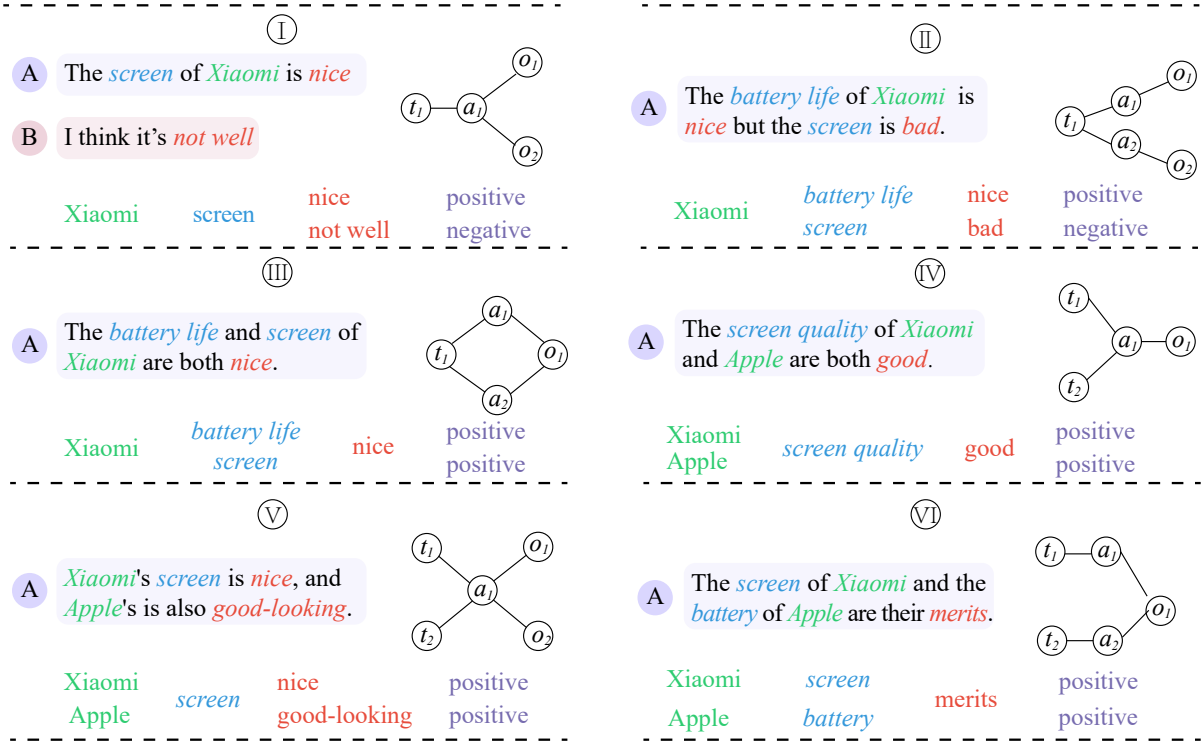 Ⅰ
A The screen of Xiaomi is nice
B I think it's not well
t1 a1 o1 o2
Xiaomi screen nice positive
not well negative
Ⅱ
A The battery life of Xiaomi is
nice but the screen is bad.
t1 a1 o1 a2 o2
Xiaomi battery life nice positive
screen bad negative
Ⅲ
A The battery life and screen of
Xiaomi are both nice.
t1 a1 o1 a2
Xiaomi battery life nice positive
screen positive
Ⅳ
A The screen quality of Xiaomi
and Apple are both good.
t1 a1 o1 t2
Xiaomi screen quality good positive
Apple positive
Ⅴ
A Xiaomi's screen is nice, and
Apple's is also good-looking.
t1 o1 a1 t2 o2
Xiaomi screen nice positive
Apple good-looking positive
Ⅵ
A The screen of Xiaomi and the
battery of Apple are their merits.
t1 a1 o1 t2 a2
Xiaomi screen merits positive
Apple battery positive